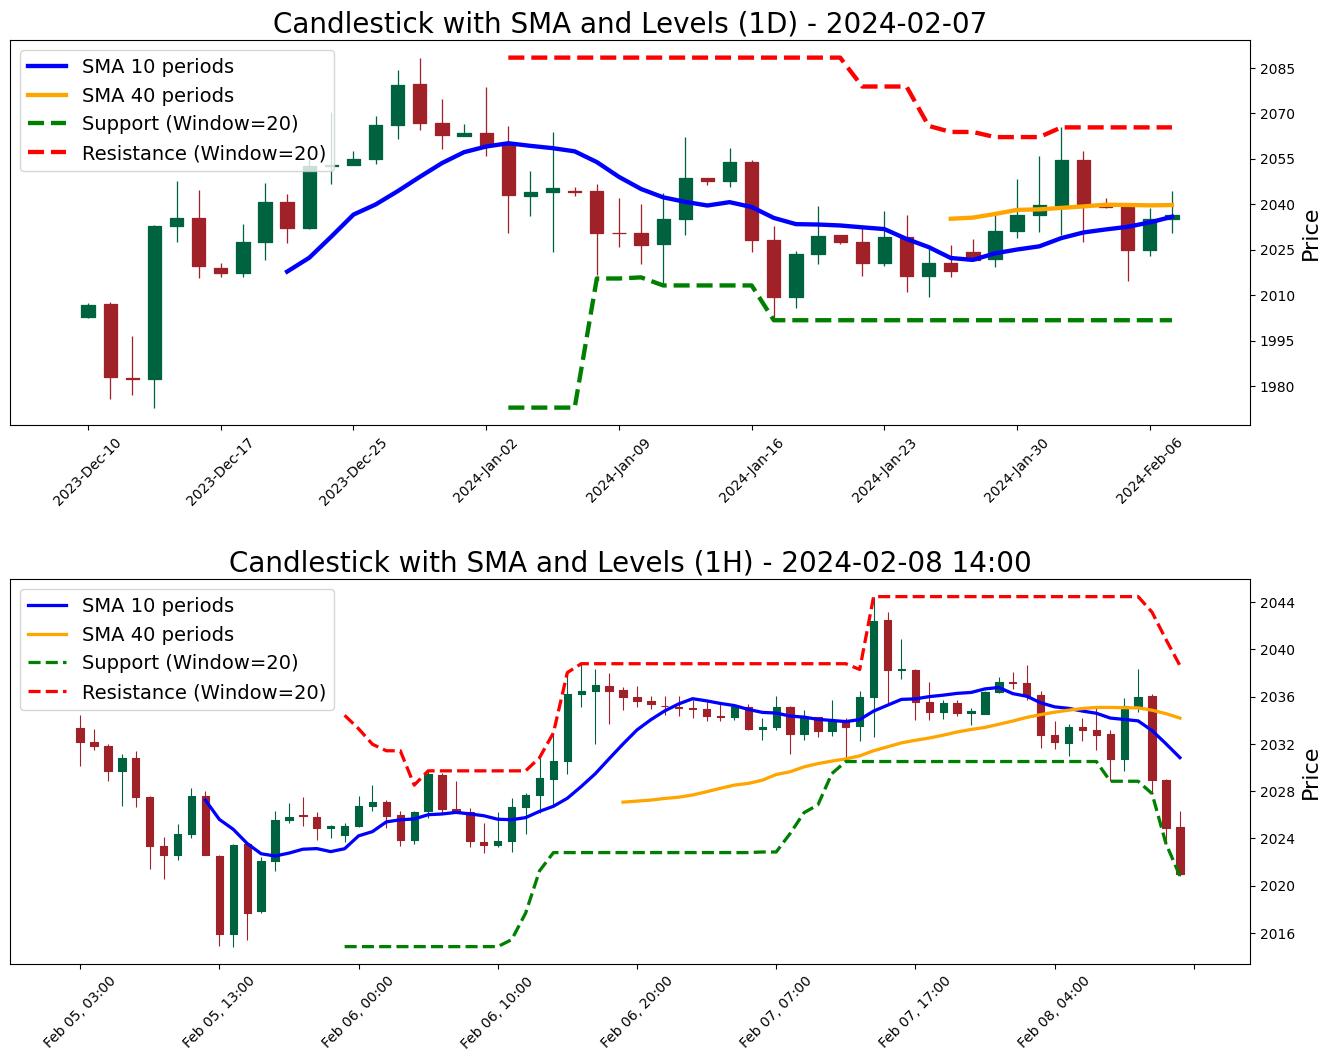 Candlestick with SMA and Levels (1D) - 2024-02-07
SMA 10 periods
SMA 40 periods
Support (Window=20)
Resistance (Window=20)
2085
2070
2055
2040
2025
2010
1995
1980
Price
2023-Dec-10
2023-Dec-17
2023-Dec-25
2024-Jan-02
2024-Jan-09
2024-Jan-16
2024-Jan-23
2024-Jan-30
2024-Feb-06
Candlestick with SMA and Levels (1H) - 2024-02-08 14:00
SMA 10 periods
SMA 40 periods
Support (Window=20)
Resistance (Window=20)
2044
2040
2036
2032
2028
2024
2020
2016
Price
Feb 05, 03:00
Feb 05, 13:00
Feb 06, 00:00
Feb 06, 10:00
Feb 06, 20:00
Feb 07, 07:00
Feb 07, 17:00
Feb 08, 04:00